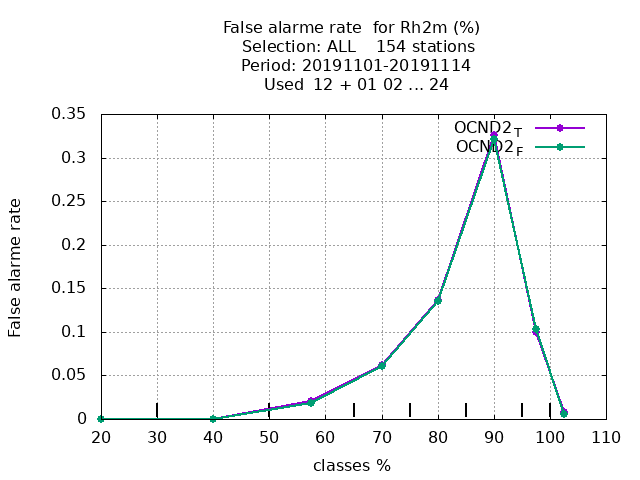 False alarme rate  for Rh2m (%)
Selection: ALL    154 stations
Period: 20191101-20191114
Used  12 + 01 02 ... 24
OCND2T
OCND2F
0.35
0.3
0.25
0.2
0.15
0.1
0.05
0
False alarme rate
20 30 40 50 60 70 80 90 100 110
classes %